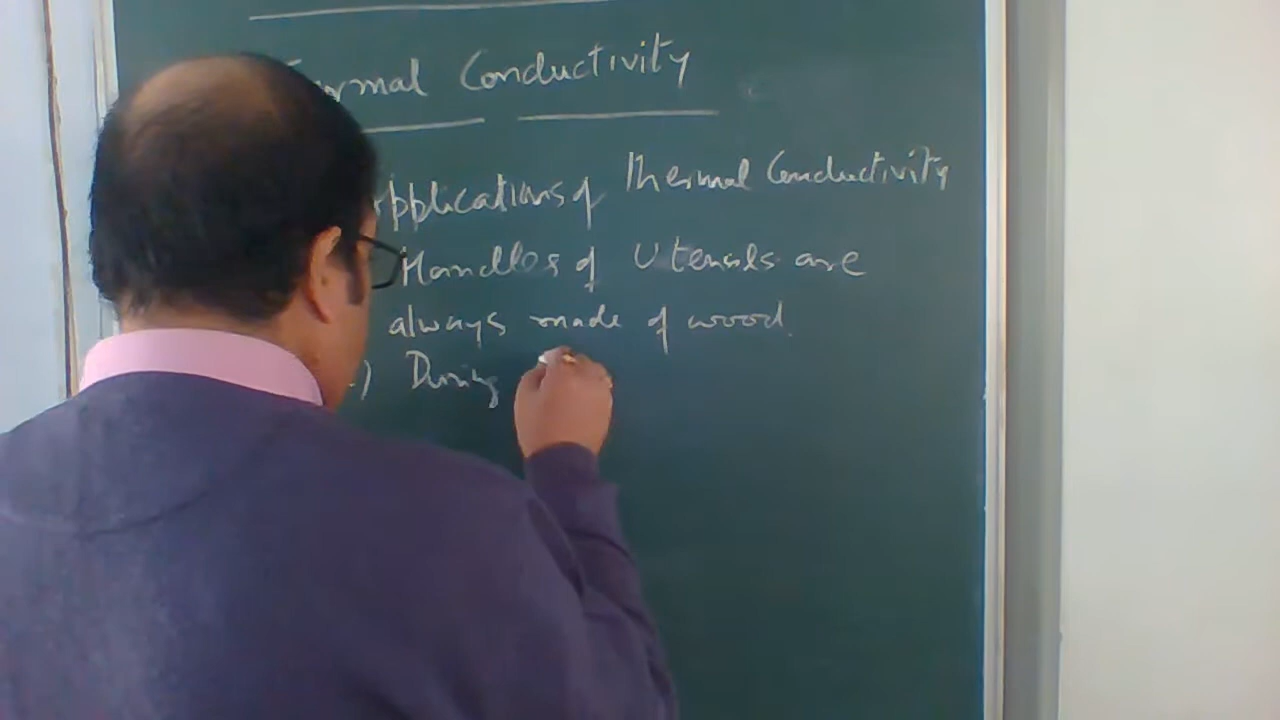 Thermal Conductivity
Applications of Thermal Conductivity
Handles of Utensils are
always made of wood.
During